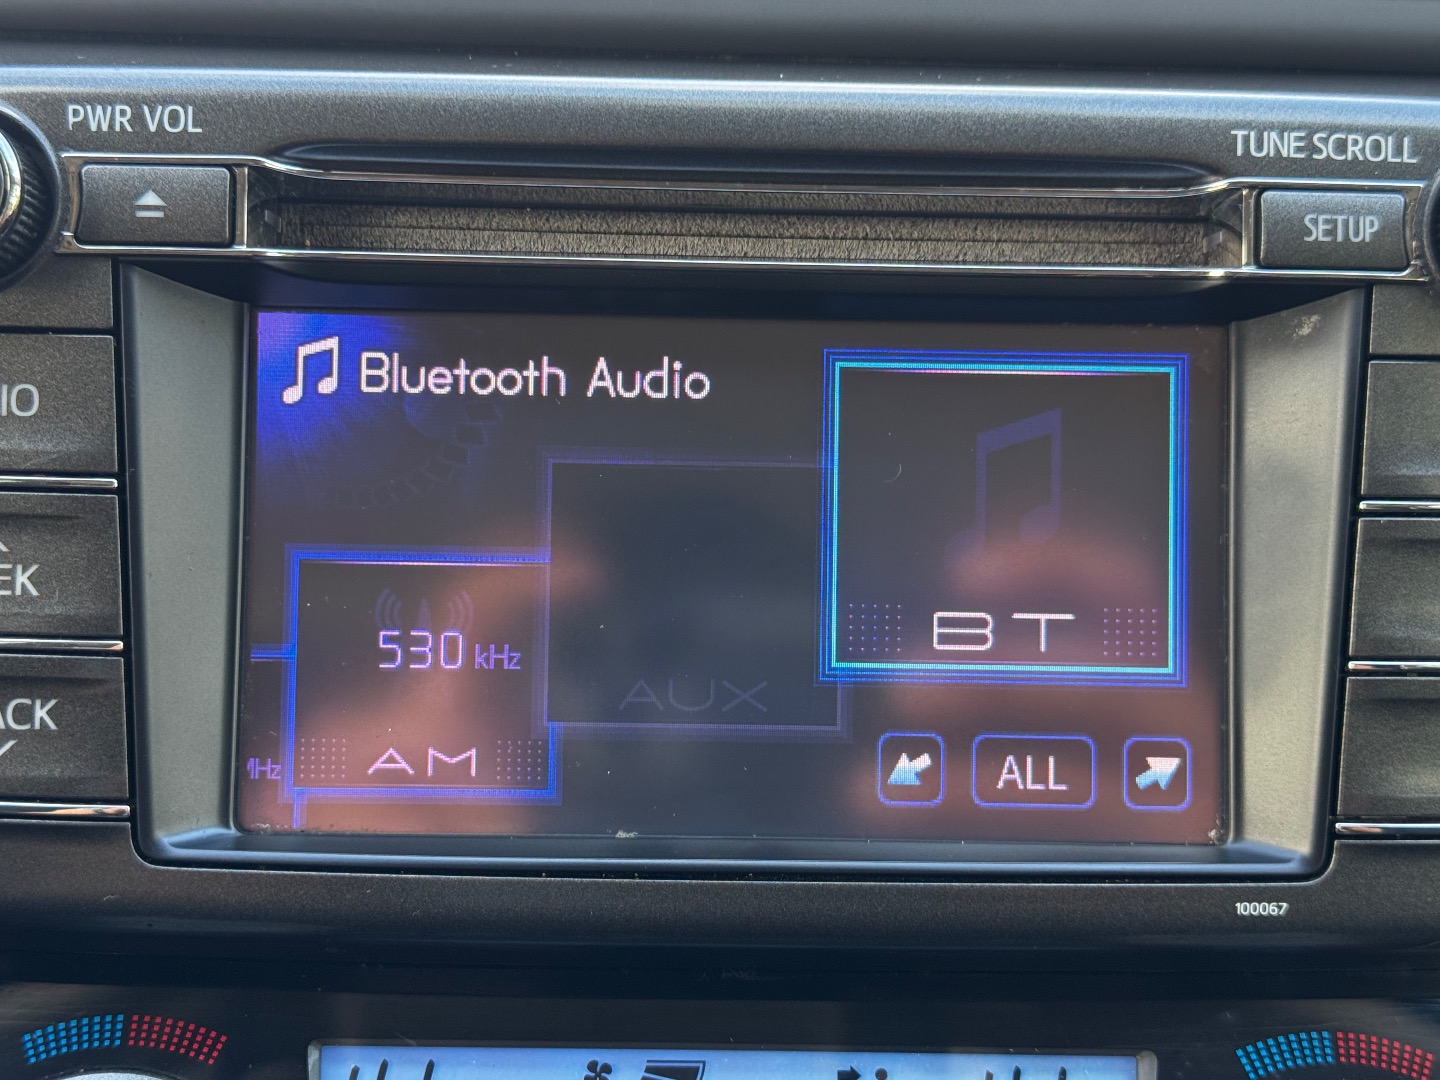 PWR VOL
TUNE SCROLL
SETUP
Bluetooth Audio
530 kHz
AM
AUX
BT
ALL
100067